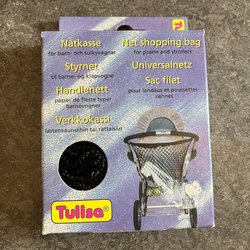 Tullsa
Nätkasse
för barn- och sulkyvagnar
Styrnet
til barne- og klapvogne
Handlenett
passer de fleste typer
barnevogner
Verkkokassi
lastenvaunuihin tai rattaisiin
Net shopping bag
for prams and strollers
Universalnetz
Sac filet
pour landaus et poussettes-
cannes
Tullsa®